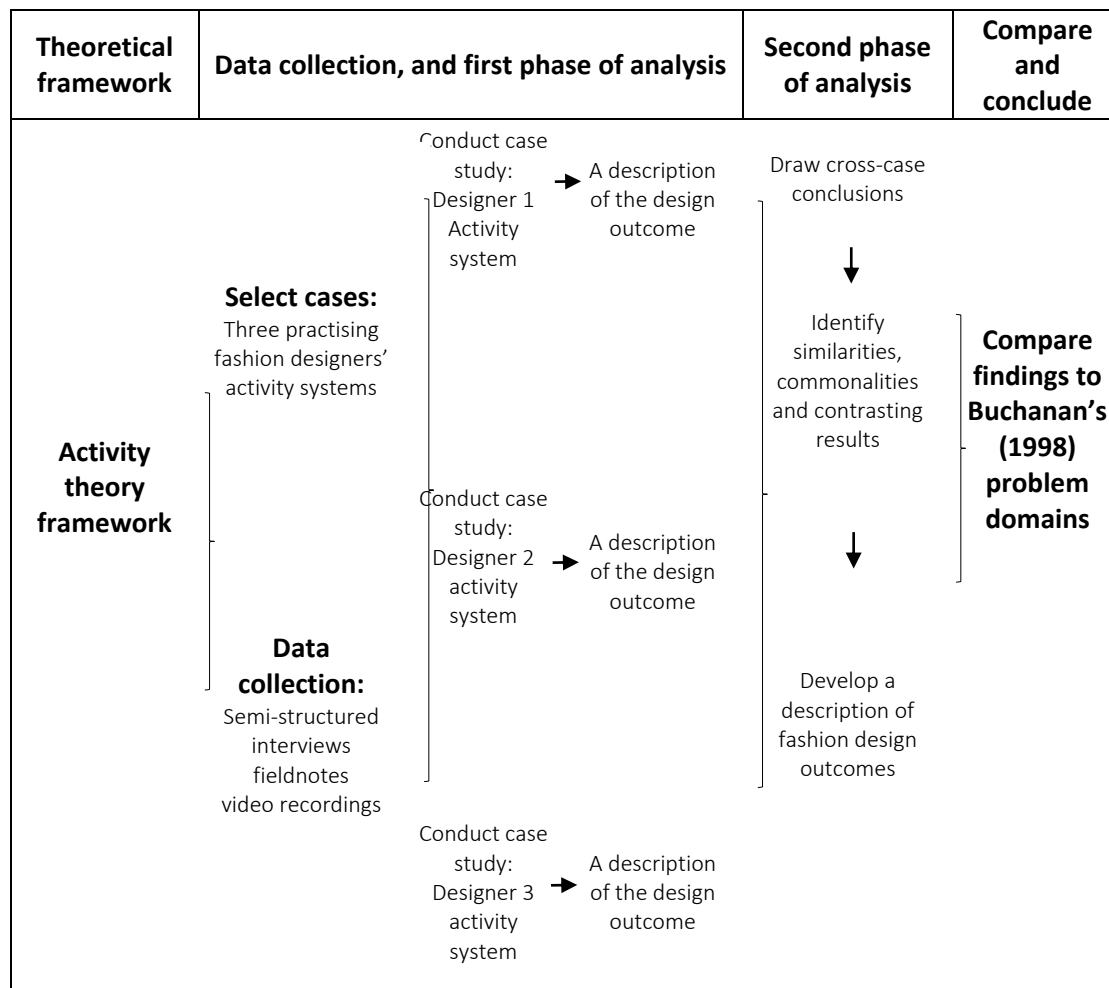 Theoretical
framework
Data collection, and first phase of analysis
Second phase
of analysis
Compare
and
conclude
Activity
theory
framework
Select cases:
Three practising
fashion designers’
activity systems
Data
collection:
Semi-structured
interviews
fieldnotes
video recordings
Conduct case
study:
Designer 1
Activity
system
A description
of the design
outcome
Conduct case
study:
Designer 2
activity
system
A description
of the design
outcome
Conduct case
study:
Designer 3
activity
system
A description
of the design
outcome
Draw cross-case
conclusions
Identify
similarities,
commonalities
and contrasting
results
Develop a
description of
fashion design
outcomes
Compare
findings to
Buchanan’s
(1998)
problem
domains